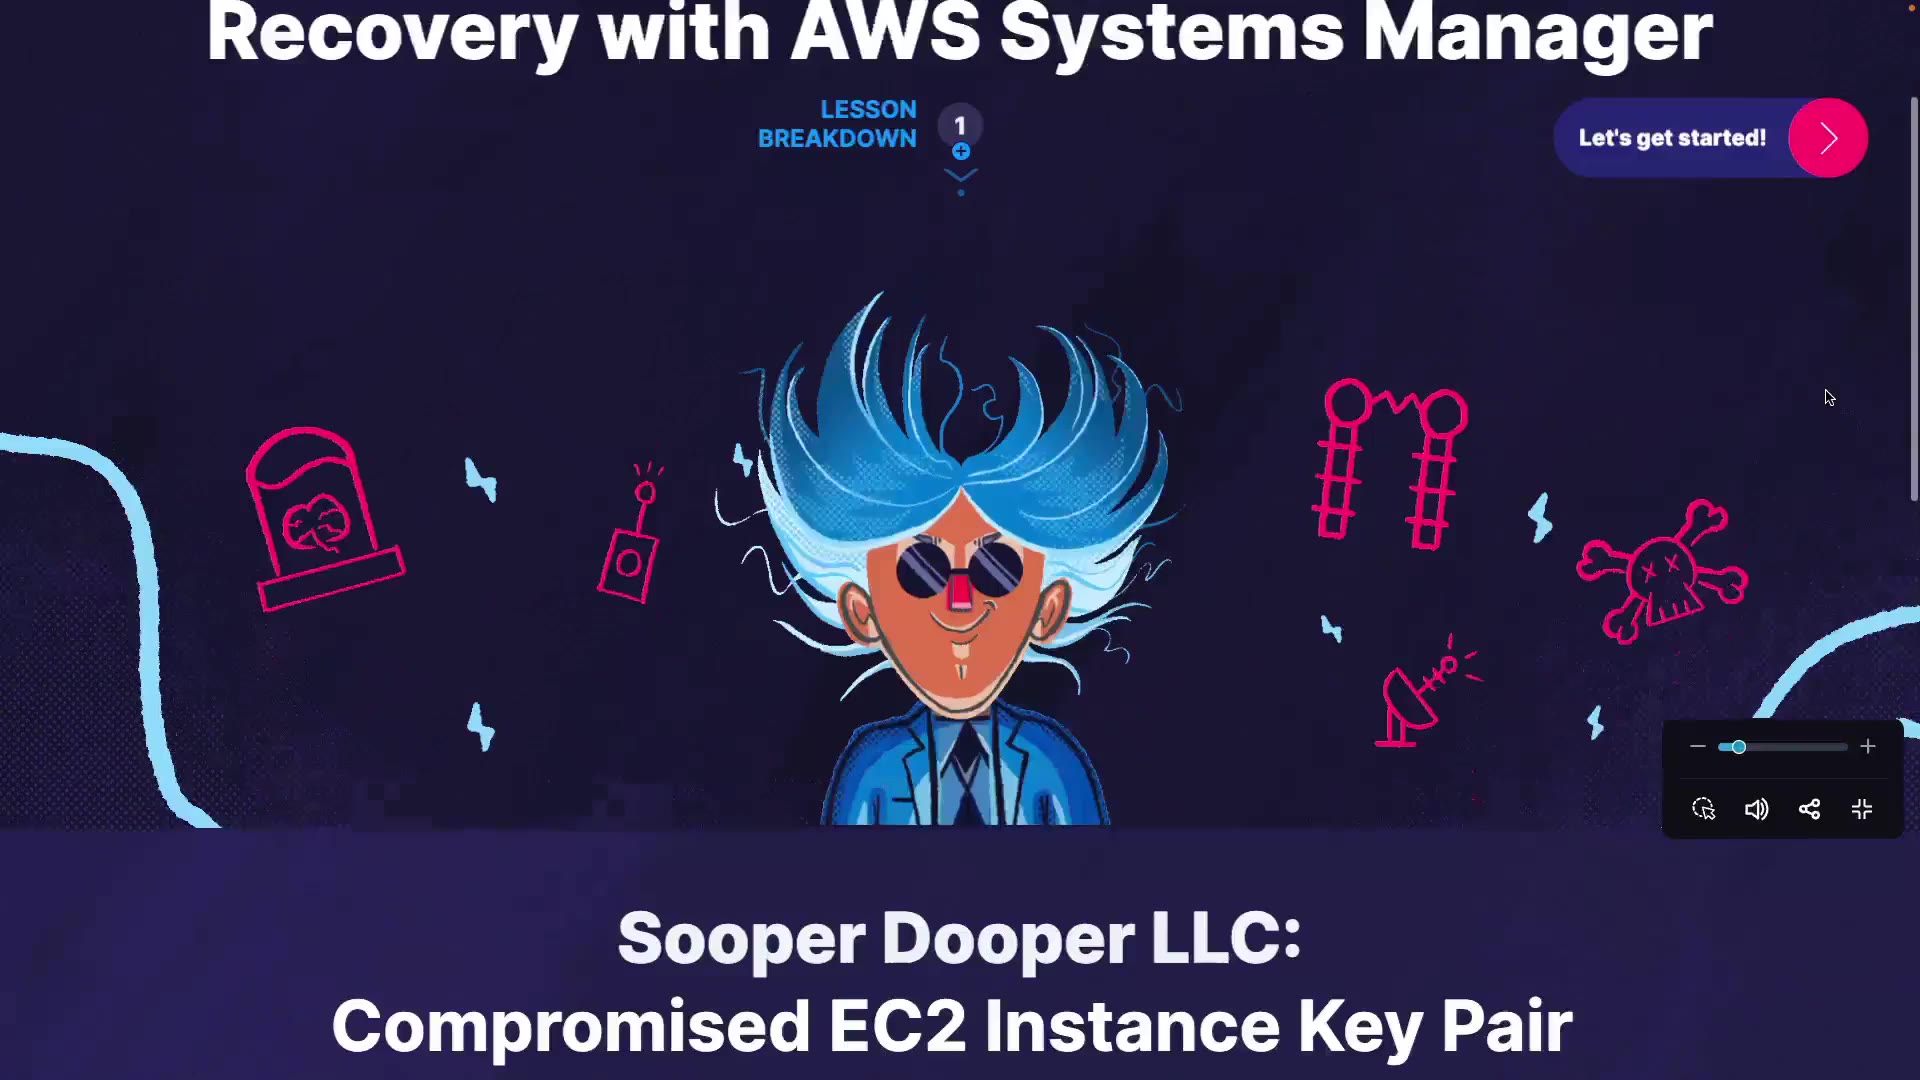 Recovery with AWS Systems Manager
LESSON
BREAKDOWN
1
Let's get started!
Sooper Dooper LLC:
Compromised EC2 Instance Key Pair